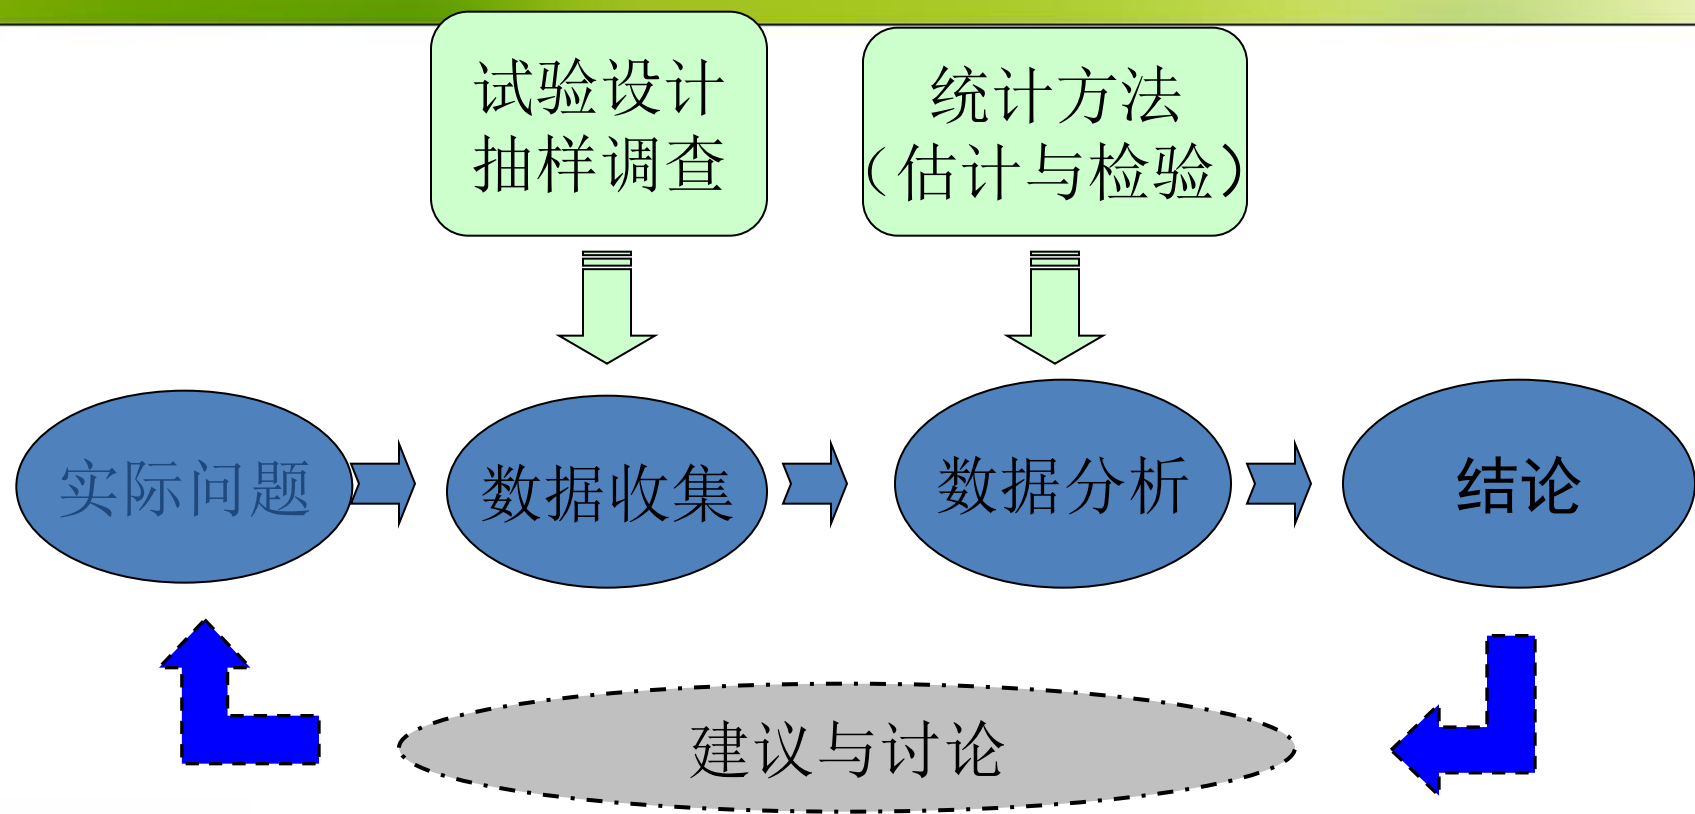 试验设计
抽样调查
统计方法
（估计与检验）
实际问题
数据收集
数据分析
结论
建议与讨论